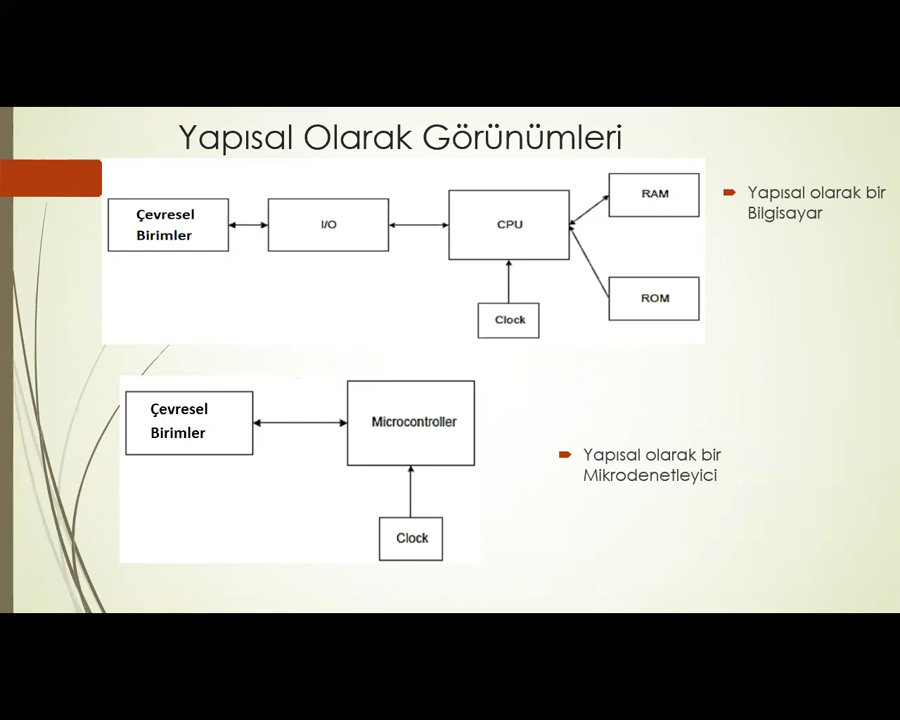 Yapısal Olarak Görünümleri
Çevresel
Birimler
I/O
CPU
RAM
ROM
Clock
Yapısal olarak bir
Bilgisayar
Çevresel
Birimler
Microcontroller
Clock
Yapısal olarak bir
Mikrodenetleyici